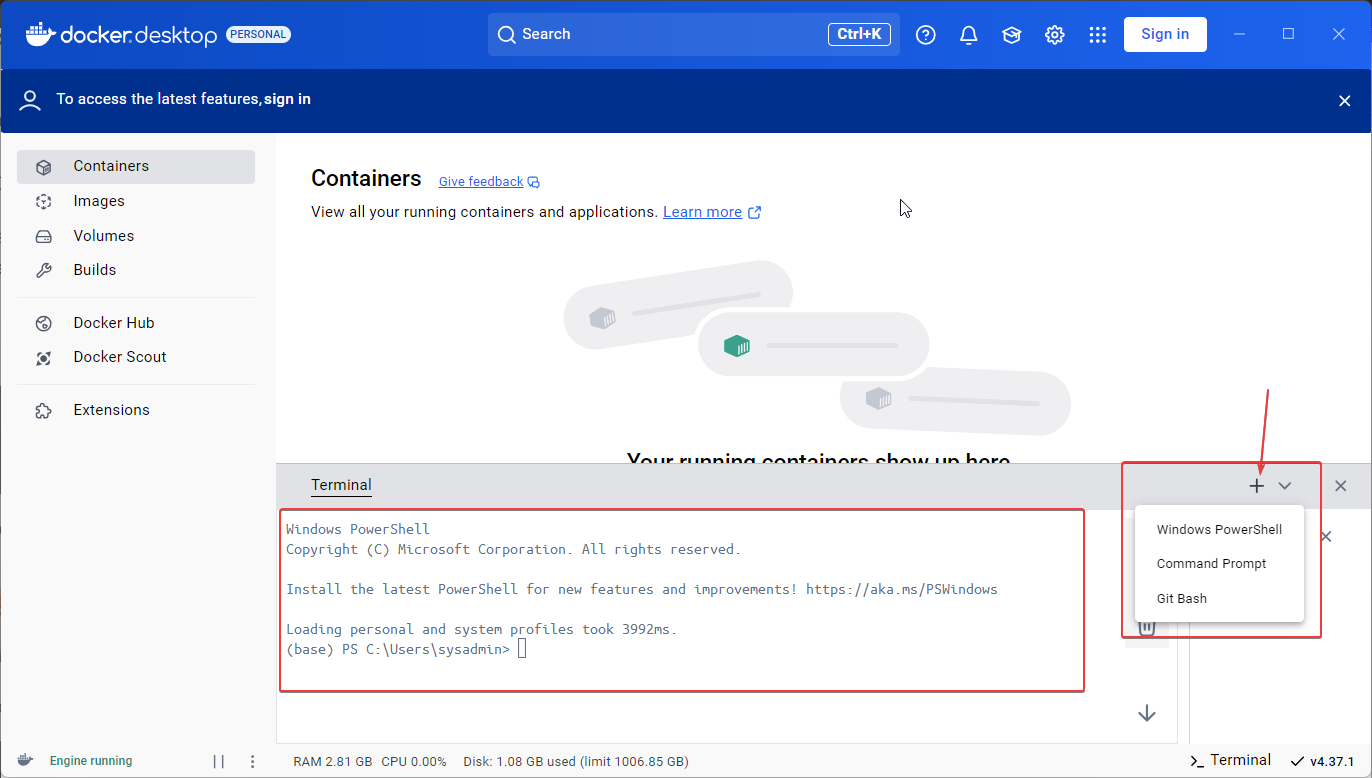 docker.desktop PERSONAL
Search Ctrl+K
Sign in
To access the latest features, sign in
Containers
Images
Volumes
Builds
Docker Hub
Docker Scout
Extensions
Containers Give feedback
View all your running containers and applications. Learn more
Your running containers show up here
Terminal
Windows PowerShell
Copyright (C) Microsoft Corporation. All rights reserved.
Install the latest PowerShell for new features and improvements! https://aka.ms/PSWindows
Loading personal and system profiles took 3992ms.
(base) PS C:\Users\sysadmin>
Windows PowerShell
Command Prompt
Git Bash
Engine running
RAM 2.81 GB CPU 0.00% Disk: 1.08 GB used (limit 1006.85 GB)
Terminal
v4.37.1